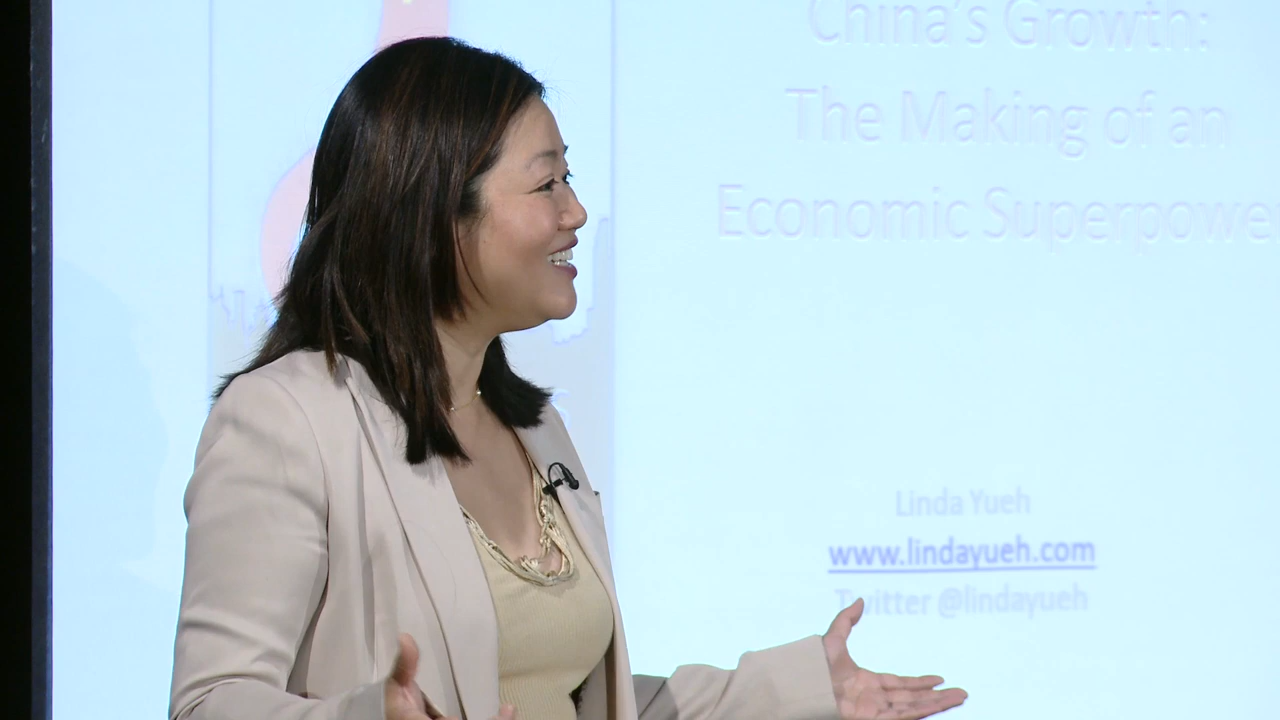 China's Growth:
The Making of an
Economic Superpower
Linda Yueh
www.lindayueh.com
Twitter @lindayueh